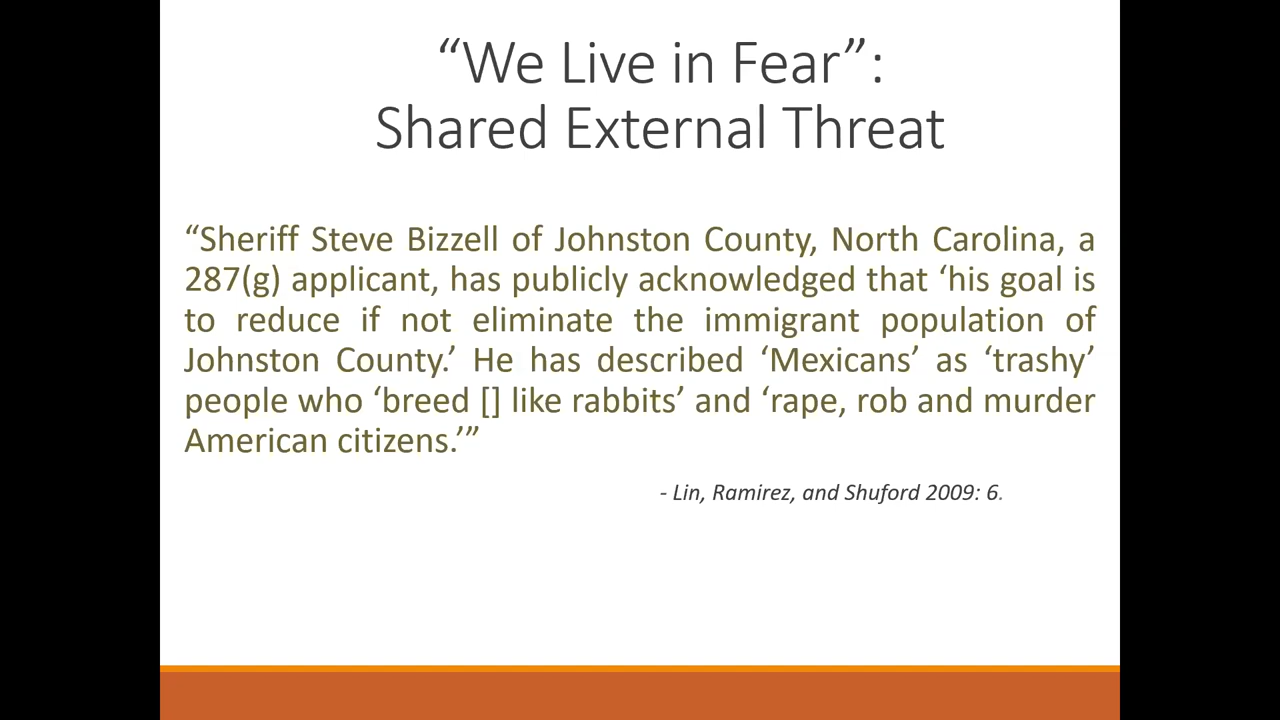 “We Live in Fear”:
Shared External Threat
“Sheriff Steve Bizzell of Johnston County, North Carolina, a
287(g) applicant, has publicly acknowledged that ‘his goal is
to reduce if not eliminate the immigrant population of
Johnston County.’ He has described ‘Mexicans’ as ‘trashy’
people who ‘breed [] like rabbits’ and ‘rape, rob and murder
American citizens.’”
- Lin, Ramirez, and Shuford 2009: 6.